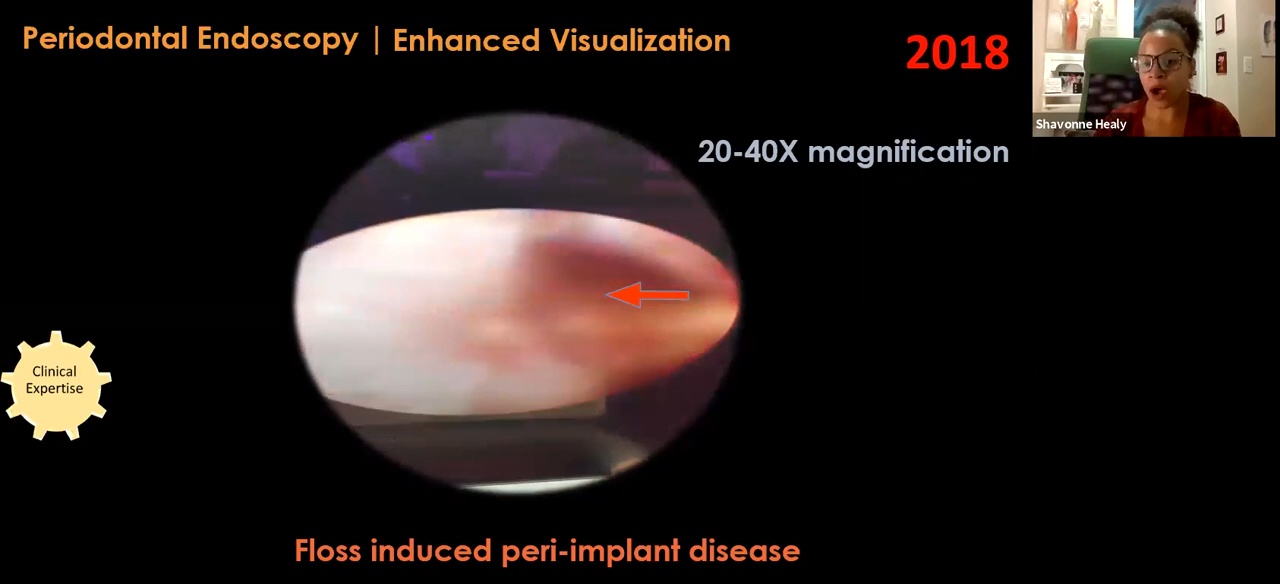 Periodontal Endoscopy | Enhanced Visualization
2018
Shavonne Healy
20-40X magnification
Clinical
Expertise
Floss induced peri-implant disease